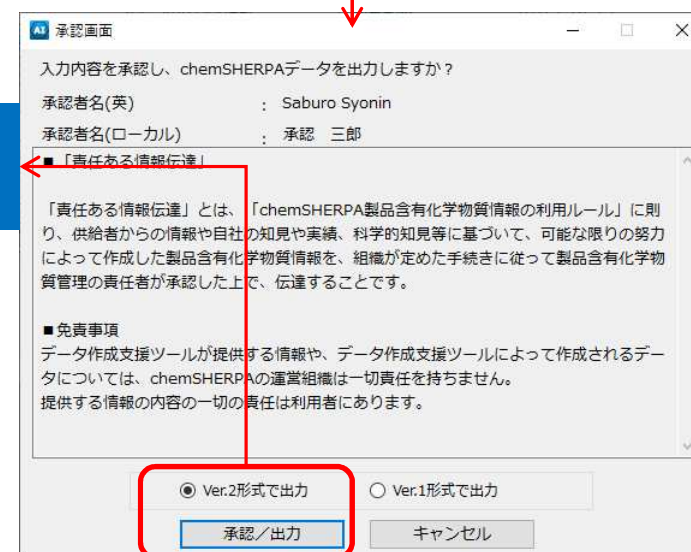 AI 承認画面
入力内容を承認し、chemSHERPAデータを出力しますか？
承認者名(英) : Saburo Syonin
承認者名(ローカル) : 承認 三郎
■「責任ある情報伝達」
「責任ある情報伝達」とは、「chemSHERPA製品含有化学物質情報の利用ルール」に則
り、供給者からの情報や自社の知見や実績、科学的知見等に基づいて、可能な限りの努力
によって作成した製品含有化学物質情報を、組織が定めた手続きに従って製品含有化学物
質管理の責任者が承認した上で、伝達することです。
■免責事項
データ作成支援ツールが提供する情報や、データ作成支援ツールによって作成されるデー
タについては、chemSHERPAの運営組織は一切責任を持ちません。
提供する情報の内容の一切の責任は利用者にあります。
Ver.2形式で出力 Ver.1形式で出力
承認／出力 キャンセル